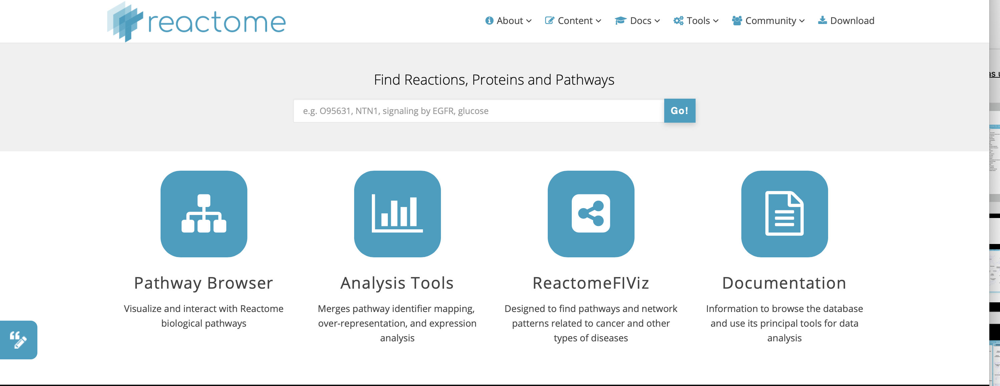 reactome
About
Content
Docs
Tools
Community
Download
Find Reactions, Proteins and Pathways
e.g. O95631, NTN1, signaling by EGFR, glucose
Go!
Pathway Browser
Visualize and interact with Reactome
biological pathways
Analysis Tools
Merges pathway identifier mapping,
over-representation, and expression
analysis
ReactomeFIViz
Designed to find pathways and network
patterns related to cancer and other
types of diseases
Documentation
Information to browse the database
and use its principal tools for data
analysis